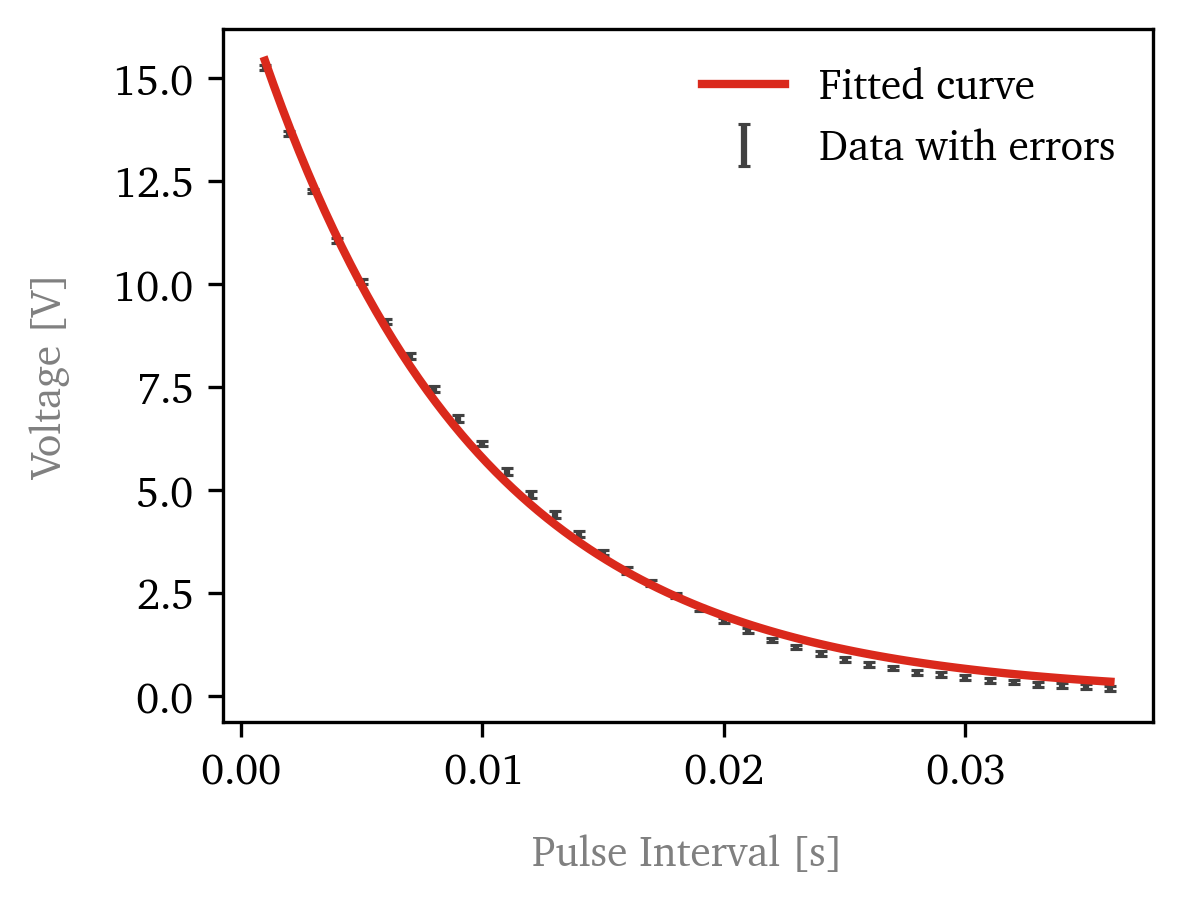 15.0
12.5
10.0
7.5
5.0
2.5
0.0
Voltage [V]
Fitted curve
Data with errors
0.00 0.01 0.02 0.03
Pulse Interval [s]